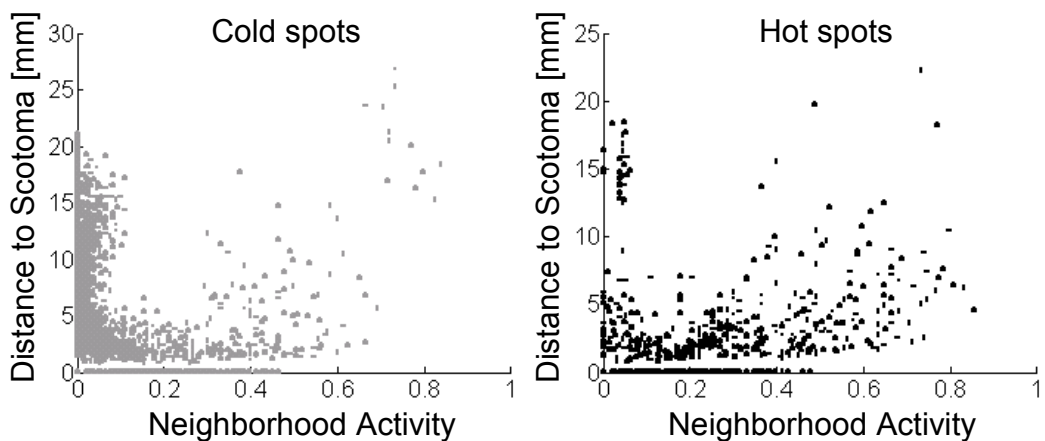 Cold spots
Distance to Scotoma [mm]
30
25
20
15
10
5
0
0 0.2 0.4 0.6 0.8 1
Neighborhood Activity
Hot spots
Distance to Scotoma [mm]
25
20
15
10
5
0
0 0.2 0.4 0.6 0.8 1
Neighborhood Activity